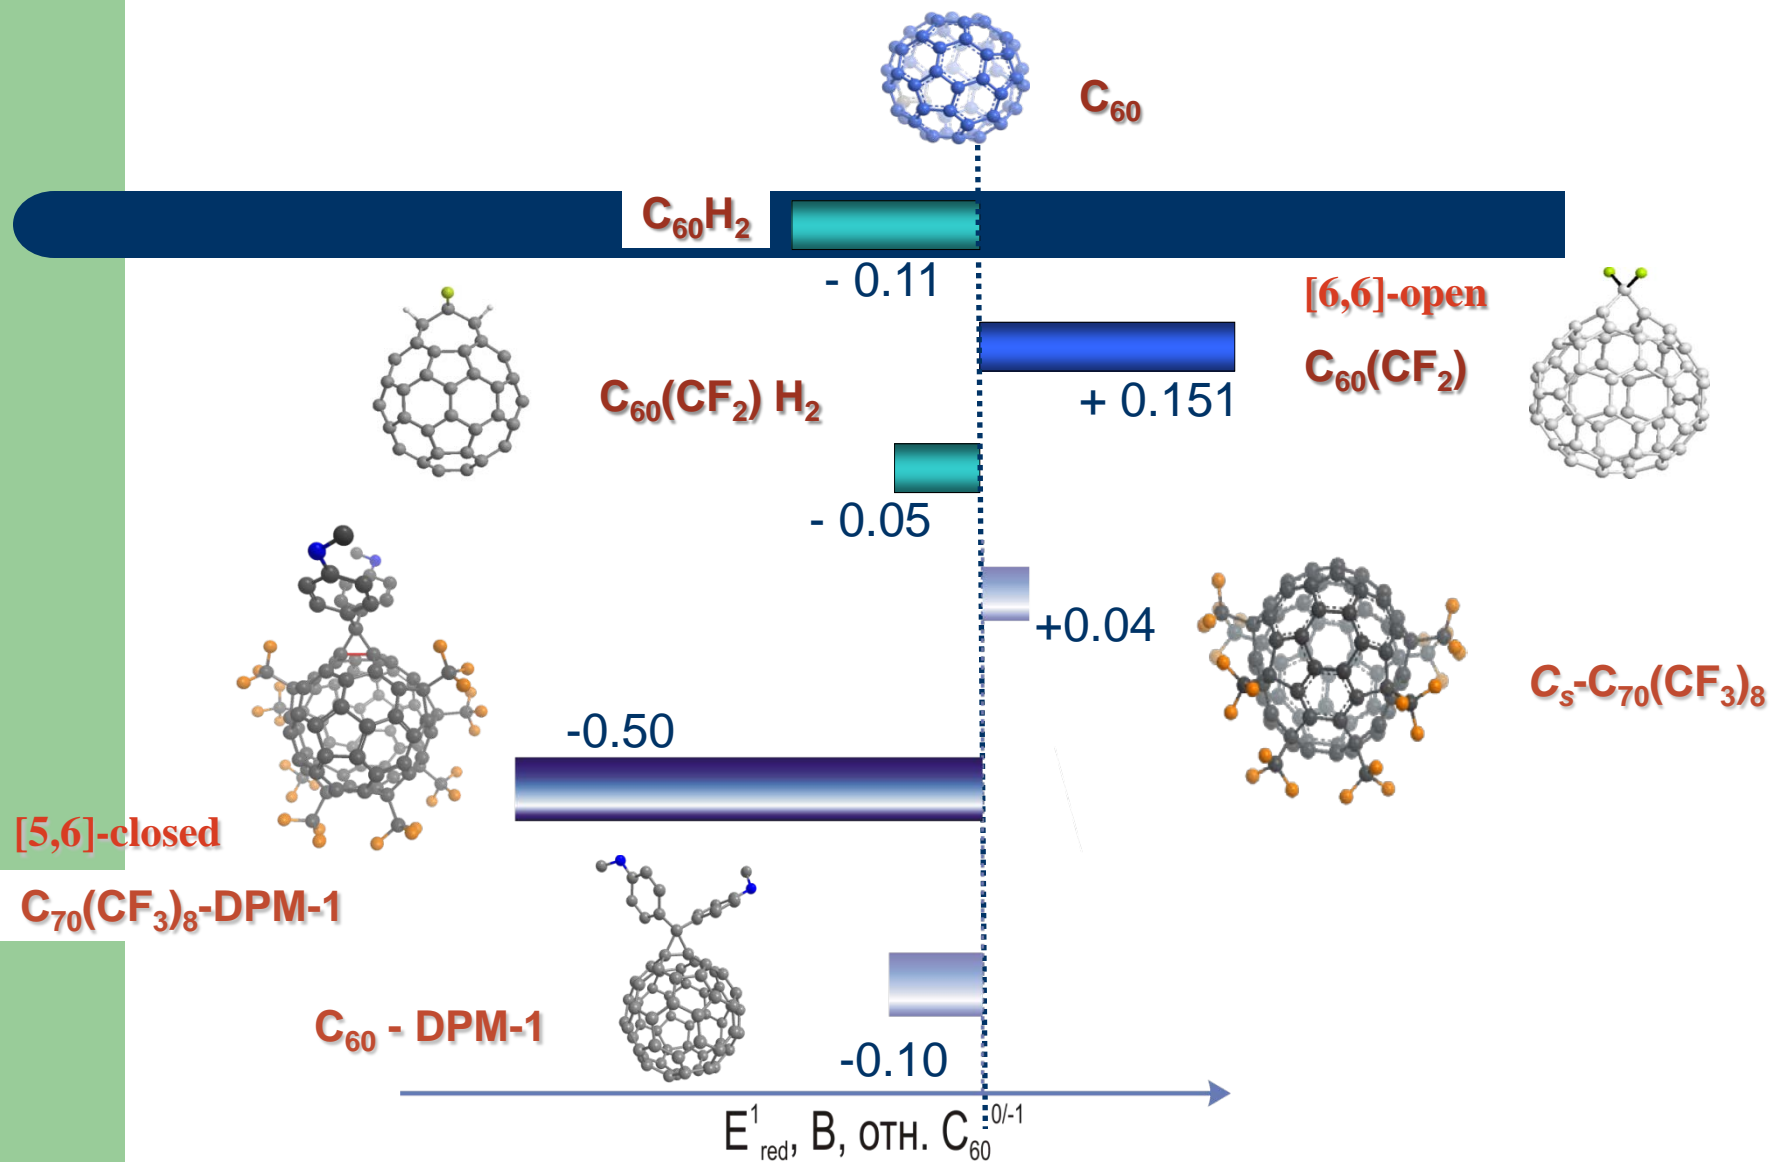 C₆₀
C₆₀H₂
- 0.11
[6,6]-open
C₆₀(CF₂)
+ 0.151
C₆₀(CF₂) H₂
- 0.05
+0.04
Cₛ-C₇₀(CF₃)₈
-0.50
[5,6]-closed
C₇₀(CF₃)₈-DPM-1
C₆₀ - DPM-1
-0.10
E¹red, В, отн. C₆₀⁰/⁻¹